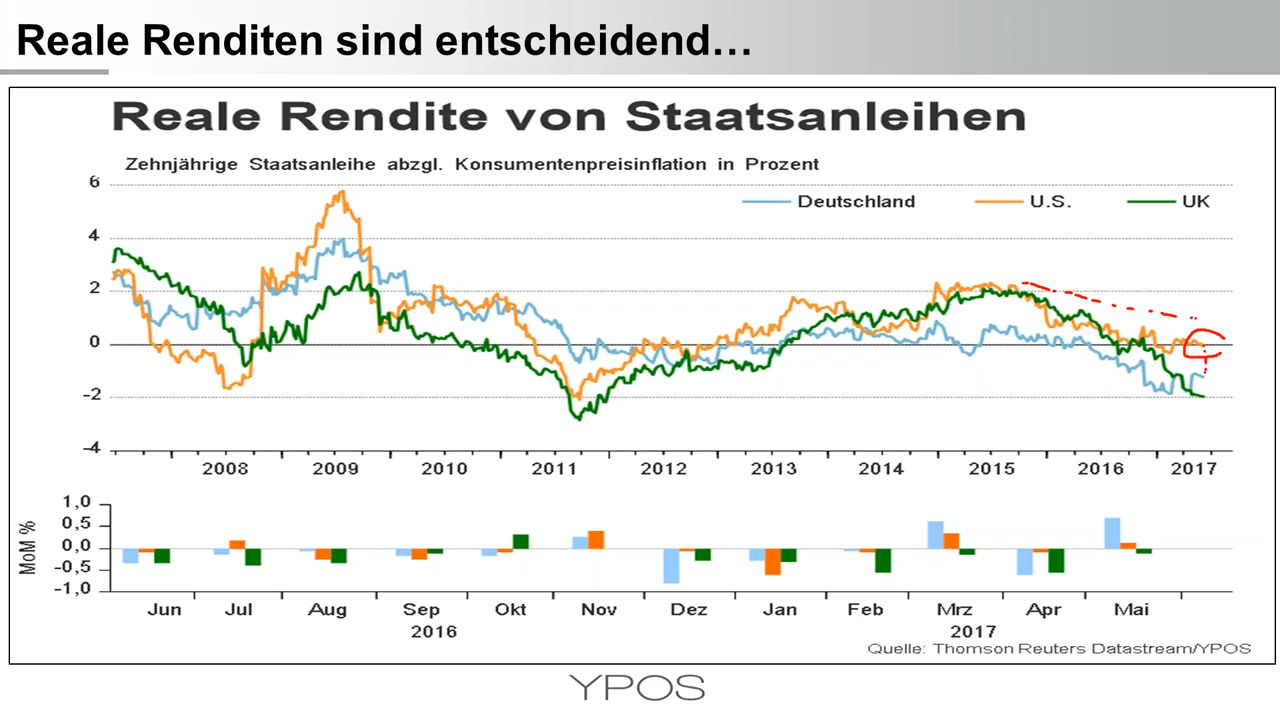 Reale Renditen sind entscheidend…
Reale Rendite von Staatsanleihen
Zehnjährige Staatsanleihe abzgl. Konsumentenpreisinflation in Prozent
Deutschland U.S. UK
6
4
2
0
-2
-4
2008 2009 2010 2011 2012 2013 2014 2015 2016 2017
MoM %
1,0
0,5
0,0
-0,5
-1,0
Jun Jul Aug Sep Okt Nov Dez Jan Feb Mrz Apr Mai
2016 2017
Quelle: Thomson Reuters Datastream/YPOS
YPOS